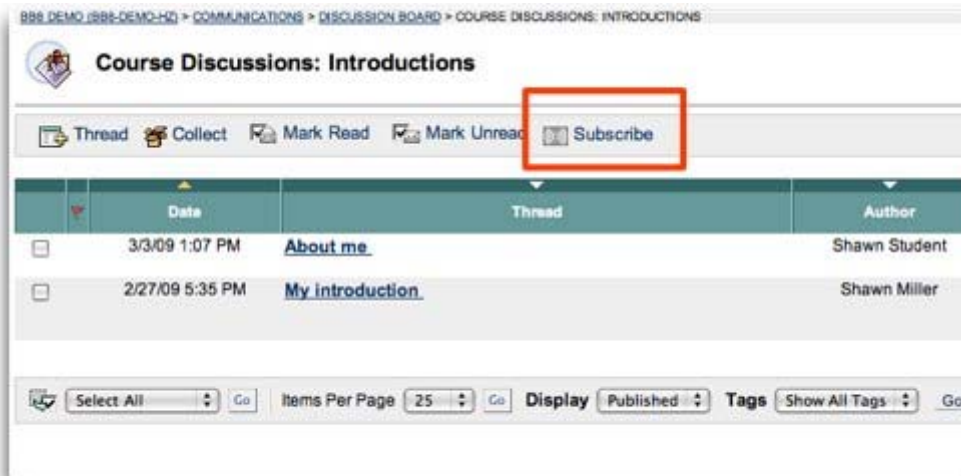 BB8 DEMO (BB8-DEMO-HZ) > COMMUNICATIONS > DISCUSSION BOARD > COURSE DISCUSSIONS: INTRODUCTIONS
Course Discussions: Introductions
Thread Collect Mark Read Mark Unread Subscribe
Date Thread Author
3/3/09 1:07 PM About me Shawn Student
2/27/09 5:35 PM My introduction Shawn Miller
Select All Go Items Per Page 25 Go Display Published Tags Show All Tags Go